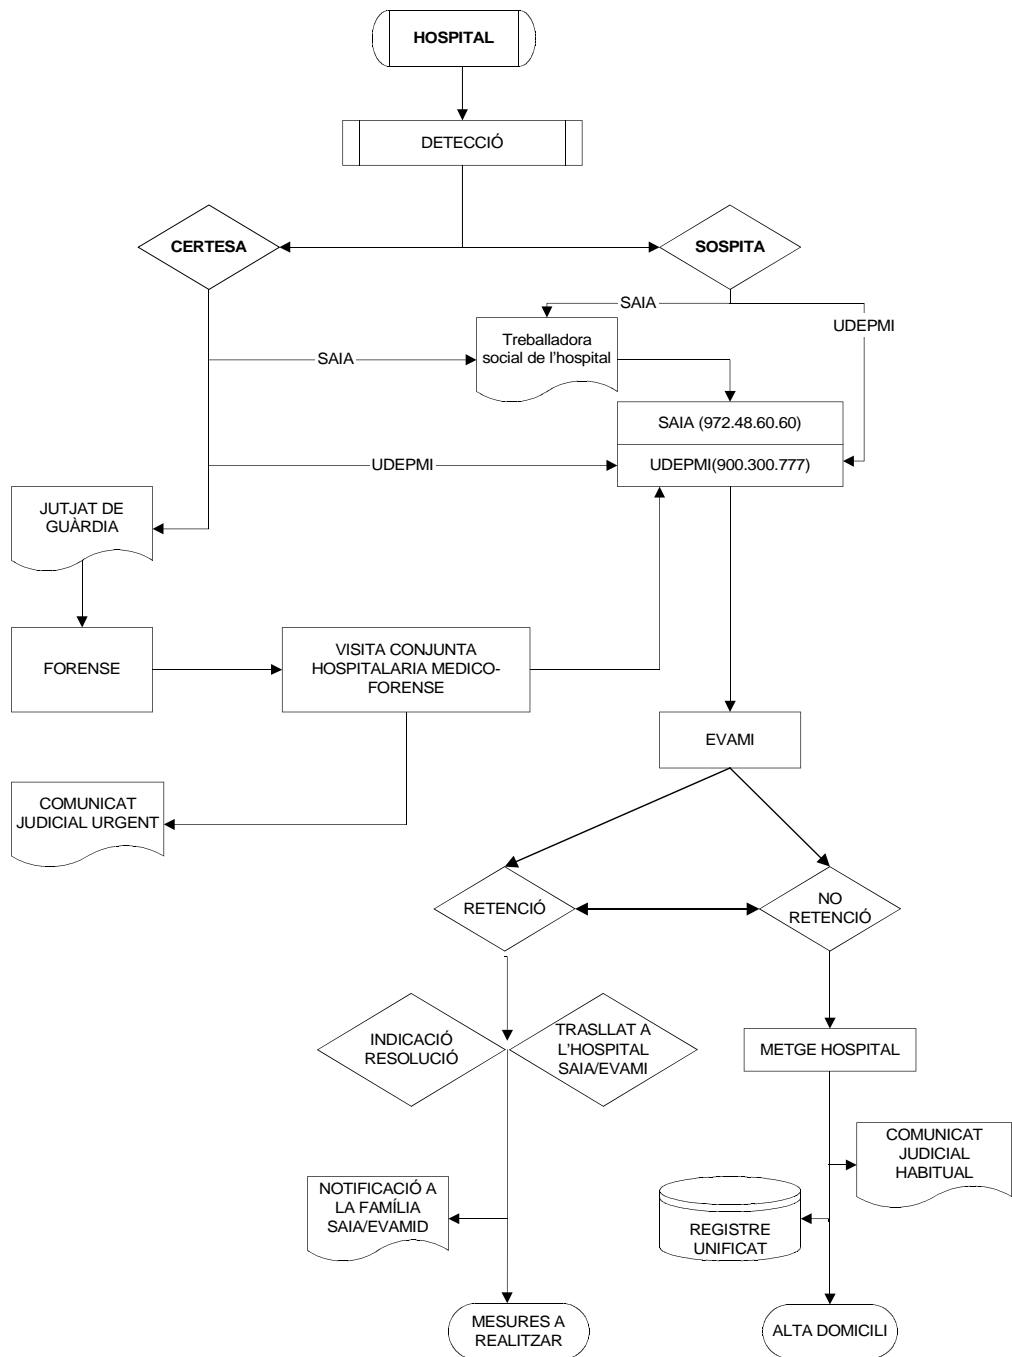 HOSPITAL
DETECCIÓ
CERTESA
SOSPITA
SAIA
UDEPMI
Treballadora
social de l'hospital
SAIA
SAIA (972.48.60.60)
UDEPMI
UDEPMI(900.300.777)
JUTJAT DE
GUÀRDIA
FORENSE
VISITA CONJUNTA
HOSPITALARIA MEDICO-
FORENSE
EVAMI
COMUNICAT
JUDICIAL URGENT
RETENCIÓ
NO
RETENCIÓ
INDICACIÓ
RESOLUCIÓ
TRASLLAT A
L'HOSPITAL
SAIA/EVAMI
METGE HOSPITAL
COMUNICAT
JUDICIAL
HABITUAL
NOTIFICACIÓ A
LA FAMÍLIA
SAIA/EVAMID
REGISTRE
UNIFICAT
MESURES A
REALITZAR
ALTA DOMICILI